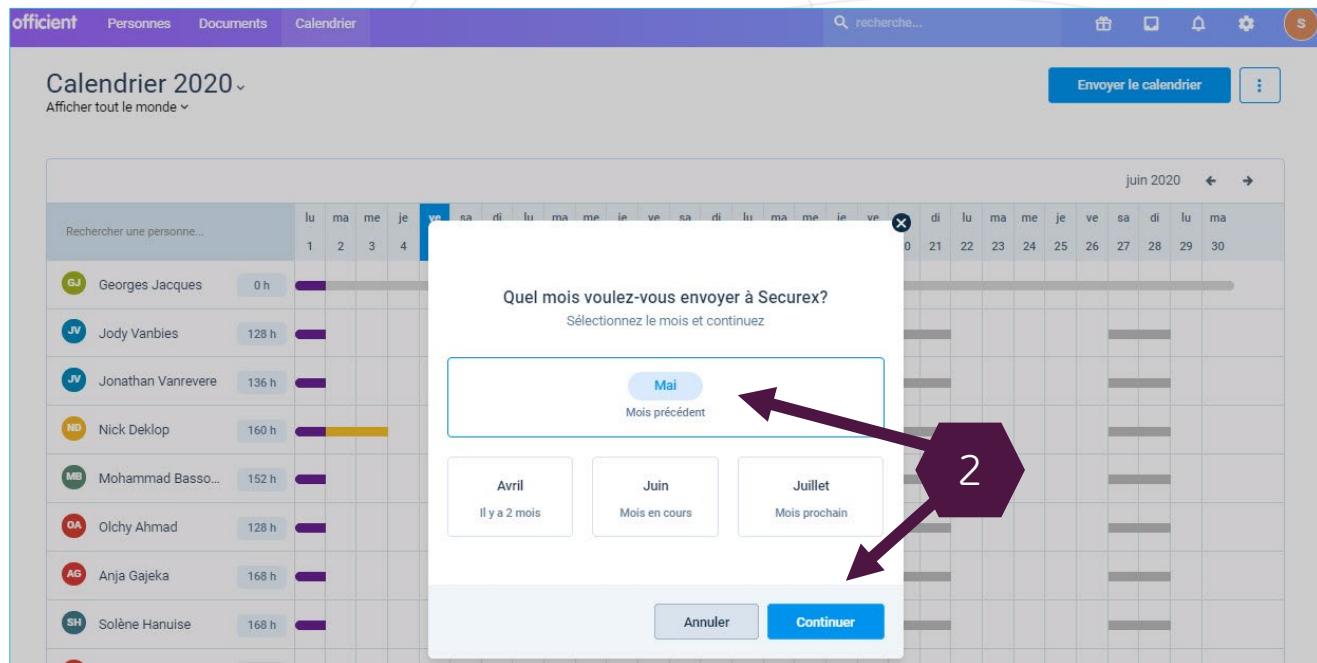 officient Personnes Documents Calendrier recherche... S
Calendrier 2020
Afficher tout le monde
Envoyer le calendrier
juin 2020
Rechercher une personne...
lu ma me je ve sa di lu ma me je ve sa di lu ma me je ve di lu ma me je ve sa di lu ma
1 2 3 4 0 21 22 23 24 25 26 27 28 29 30
GJ Georges Jacques 0 h
JV Jody Vanbies 128 h
JV Jonathan Vanrevere 136 h
ND Nick Deklop 160 h
MB Mohammad Basso... 152 h
OA Olchy Ahmad 128 h
AG Anja Gajeka 168 h
SH Solène Hanuise 168 h
Quel mois voulez-vous envoyer à Securex?
Sélectionnez le mois et continuez
Mai
Mois précédent
Avril Juin Juillet
Il y a 2 mois Mois en cours Mois prochain
Annuler Continuer
2